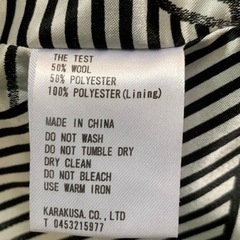 THE TEST
50% WOOL
50% POLYESTER
100% POLYESTER(Lining)
MADE IN CHINA
DO NOT WASH
DO NOT TUMBLE DRY
DRY CLEAN
DO NOT BLEACH
USE WARM IRON
KARAKUSA. CO., LTD
T 0453215977